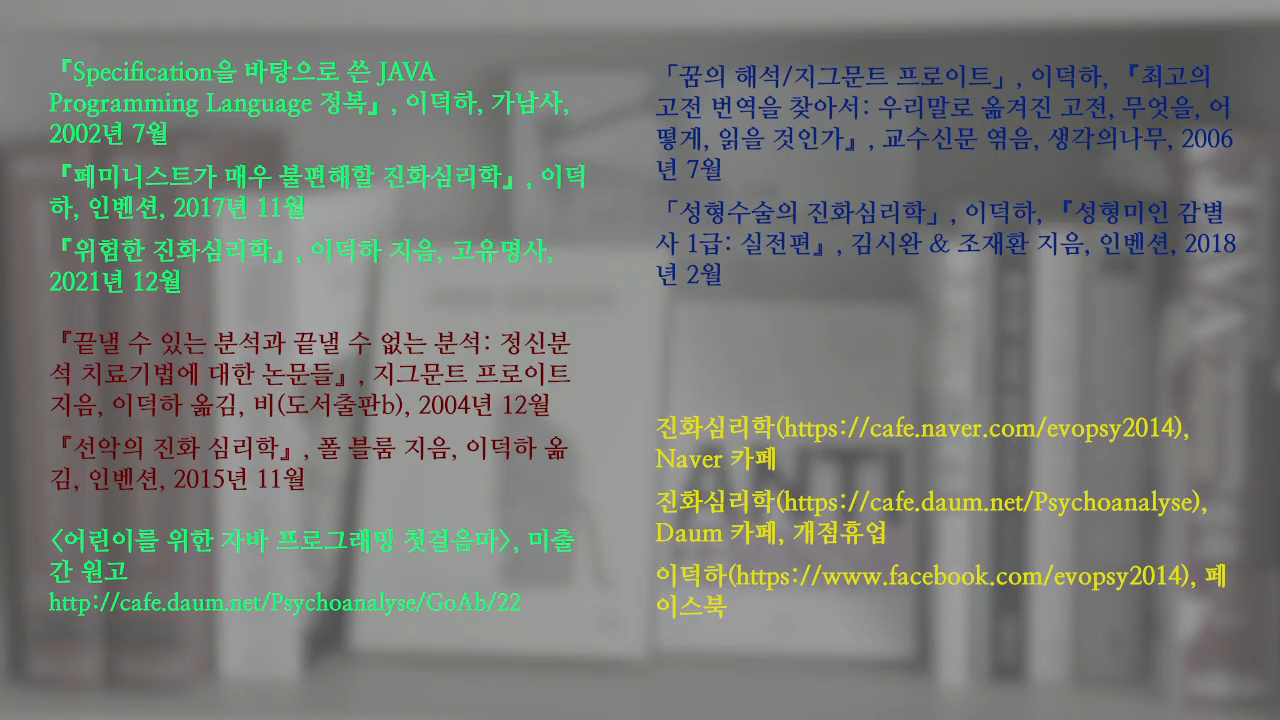 『Specification을 바탕으로 쓴 JAVA
Programming Language 정복』, 이덕하, 가남사,
2002년 7월
『페미니스트가 매우 불편해할 진화심리학』, 이덕
하, 인벤션, 2017년 11월
『위험한 진화심리학』, 이덕하 지음, 고유명사,
2021년 12월
『끝낼 수 있는 분석과 끝낼 수 없는 분석: 정신분
석 치료기법에 대한 논문들』, 지그문트 프로이트
지음, 이덕하 옮김, 비(도서출판b), 2004년 12월
『선악의 진화 심리학』, 폴 블룸 지음, 이덕하 옮
김, 인벤션, 2015년 11월
<어린이를 위한 자바 프로그래밍 첫걸음마>, 미출
간 원고
http://cafe.daum.net/Psychoanalyse/GoAb/22
「꿈의 해석/지그문트 프로이트」, 이덕하, 『최고의
고전 번역을 찾아서: 우리말로 옮겨진 고전, 무엇을, 어
떻게, 읽을 것인가』, 교수신문 엮음, 생각의나무, 2006
년 7월
「성형수술의 진화심리학」, 이덕하, 『성형미인 감별
사 1급: 실전편』, 김시완 & 조재환 지음, 인벤션, 2018
년 2월
진화심리학(https://cafe.naver.com/evopsy2014),
Naver 카페
진화심리학(https://cafe.daum.net/Psychoanalyse),
Daum 카페, 개점휴업
이덕하(https://www.facebook.com/evopsy2014), 페
이스북